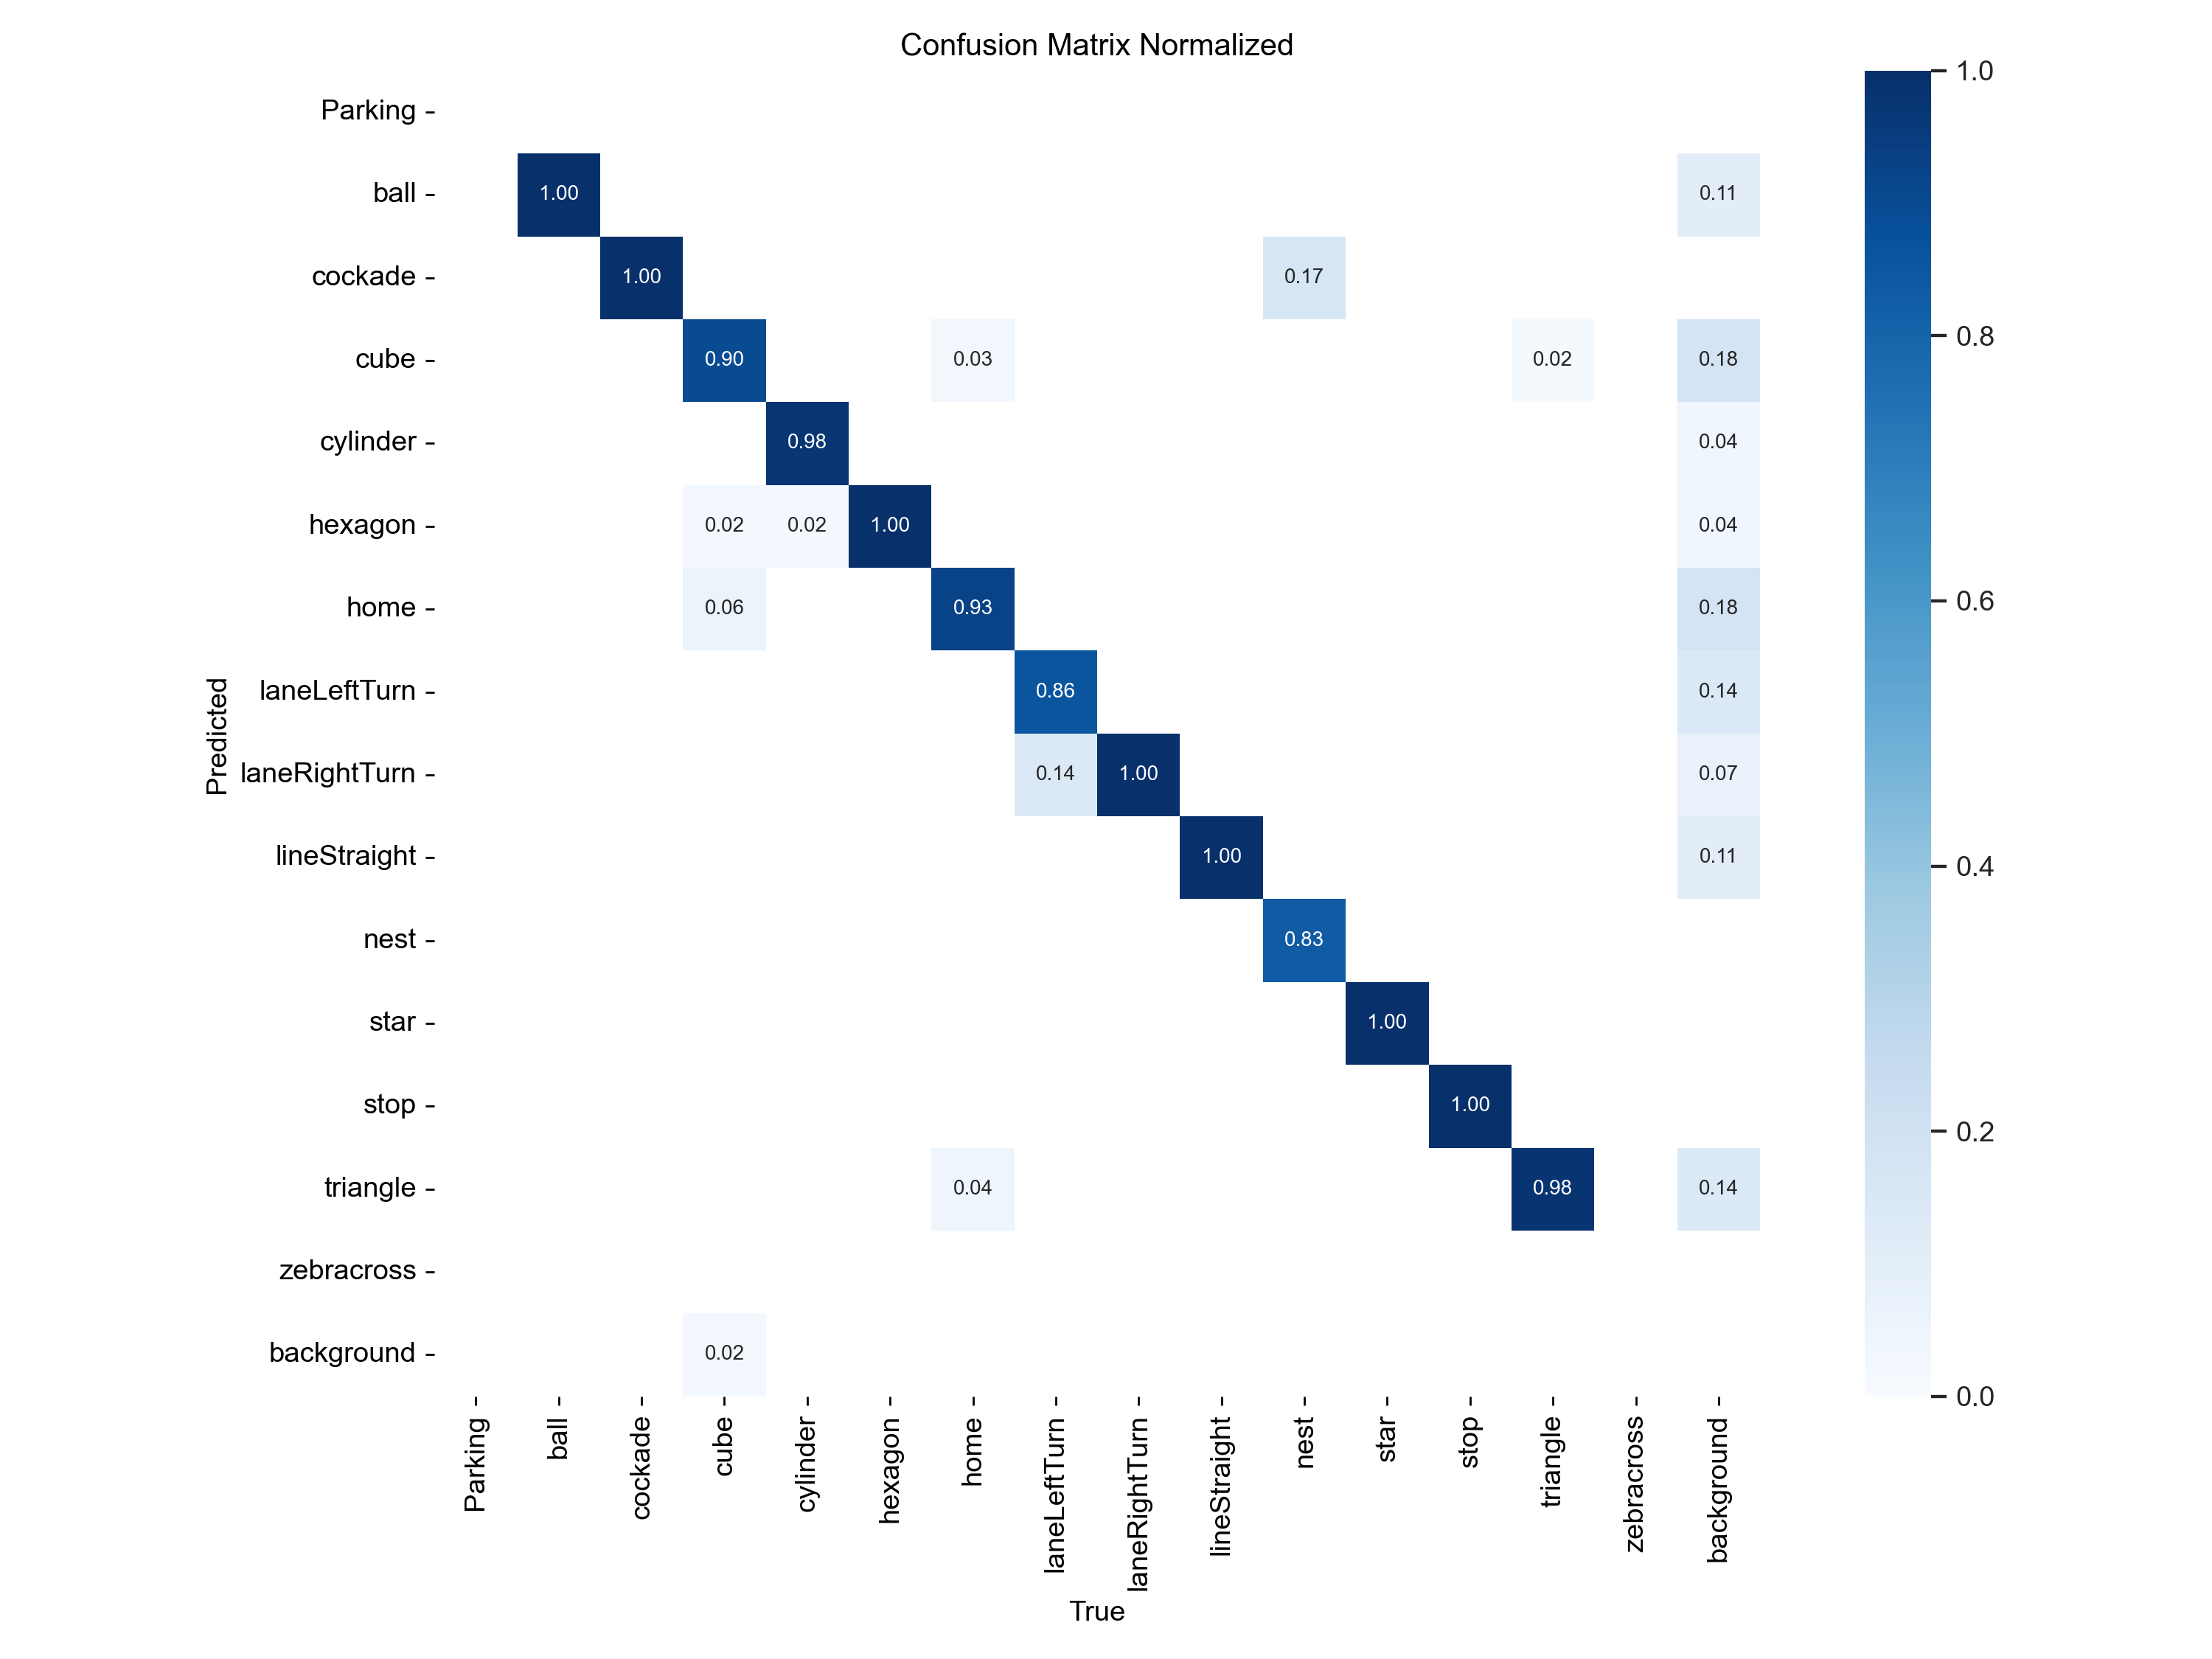 Confusion Matrix Normalized
Parking
ball 1.00 0.11
cockade 1.00 0.17
cube 0.90 0.03 0.02 0.18
cylinder 0.98 0.04
hexagon 0.02 0.02 1.00 0.04
home 0.06 0.93 0.18
laneLeftTurn 0.86 0.14
laneRightTurn 0.14 1.00 0.07
lineStraight 1.00 0.11
nest 0.83
star 1.00
stop 1.00
triangle 0.04 0.98 0.14
zebracross
background 0.02
Predicted
Parking
ball
cockade
cube
cylinder
hexagon
home
laneLeftTurn
laneRightTurn
lineStraight
nest
star
stop
triangle
zebracross
background
True
1.0
0.8
0.6
0.4
0.2
0.0